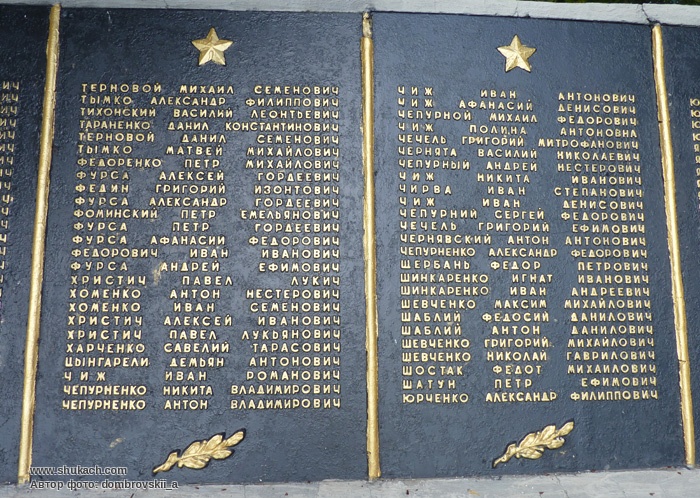 ТЕРНОВОЙ МИХАИЛ СЕМЕНОВИЧ
ТЫМКО АЛЕКСАНДР ФИЛИППОВИЧ
ТИХОНСКИЙ ВАСИЛИЙ ЛЕОНТЬЕВИЧ
ТАРАНЕНКО ДАНИЛ КОНСТАНТИНОВИЧ
ТЕРНОВОЙ ДАНИЛ СЕМЕНОВИЧ
ТЫМКО МАТВЕЙ МИХАЙЛОВИЧ
ФЕДОРЕНКО ПЕТР МИХАЙЛОВИЧ
ФУРСА АЛЕКСЕЙ ГОРДЕЕВИЧ
ФЕДИН ГРИГОРИЙ ИЗОНТОВИЧ
ФУРСА АЛЕКСАНДР ГОРДЕЕВИЧ
ФОМИНСКИЙ ПЕТР ЕМЕЛЬЯНОВИЧ
ФУРСА ПЕТР ГОРДЕЕВИЧ
ФУРСА АФАНАСИИ ФЕДОРОВИЧ
ФЕДОРОВИЧ ИВАН ИВАНОВИЧ
ФУРСА АНДРЕЙ ЕФИМОВИЧ
ХРИСТИЧ ПАВЕЛ ЛУКИЧ
ХОМЕНКО АНТОН НЕСТЕРОВИЧ
ХОМЕНКО ИВАН СЕМЕНОВИЧ
ХРИСТИЧ АЛЕКСЕЙ ИВАНОВИЧ
ХРИСТИЧ ПАВЕЛ ЛУКЬЯНОВИЧ
ХАРЧЕНКО САВЕЛИЙ ТАРАСОВИЧ
ЦЫНГАРЕЛИ ДЕМЬЯН АНТОНОВИЧ
ЧИЖ ИВАН РОМАНОВИЧ
ЧЕПУРНЕНКО НИКИТА ВЛАДИМИРОВИЧ
ЧЕПУРНЕНКО АНТОН ВЛАДИМИРОВИЧ
ЧИЖ ИВАН АНТОНОВИЧ
ЧИЖ АФАНАСИЙ ДЕНИСОВИЧ
ЧЕПУРНОЙ МИХАИЛ ФЕДОРОВИЧ
ЧИЖ ПОЛИНА АНТОНОВНА
ЧЕЧЕЛЬ ГРИГОРИЙ МИТРОФАНОВИЧ
ЧЕРНЯТА ВАСИЛИЙ НИКОЛАЕВИЧ
ЧЕПУРНЫЙ АНДРЕЙ НЕСТЕРОВИЧ
ЧИЖ НИКИТА ИВАНОВИЧ
ЧИРВА ИВАН СТЕПАНОВИЧ
ЧИЖ ИВАН ДЕНИСОВИЧ
ЧЕПУРНИЙ СЕРГЕЙ ФЕДОРОВИЧ
ЧЕЧЕЛЬ ГРИГОРИЙ ЕФИМОВИЧ
ЧЕРНЯВСКИЙ АНТОН АНТОНОВИЧ
ЧЕПУРНЕНКО АЛЕКСАНДР ФЕДОРОВИЧ
ЩЕРБАНЬ ФЕДОР ПЕТРОВИЧ
ШИНКАРЕНКО ИГНАТ ИВАНОВИЧ
ШИНКАРЕНКО ИВАН АНДРЕЕВИЧ
ШЕВЧЕНКО МАКСИМ МИХАЙЛОВИЧ
ШАБЛИЙ ФЕДОСИЙ ДАНИЛОВИЧ
ШАБЛИЙ АНТОН ДАНИЛОВИЧ
ШЕВЧЕНКО ГРИГОРИЙ МИХАЙЛОВИЧ
ШЕВЧЕНКО НИКОЛАЙ ГАВРИЛОВИЧ
ШОСТАК ФЕДОТ МИХАИЛОВИЧ
ШАТУН ПЕТР ЕФИМОВИЧ
ЮРЧЕНКО АЛЕКСАНДР ФИЛИППОВИЧ
www.shukach.com
Автор фото: dombrovskii_a